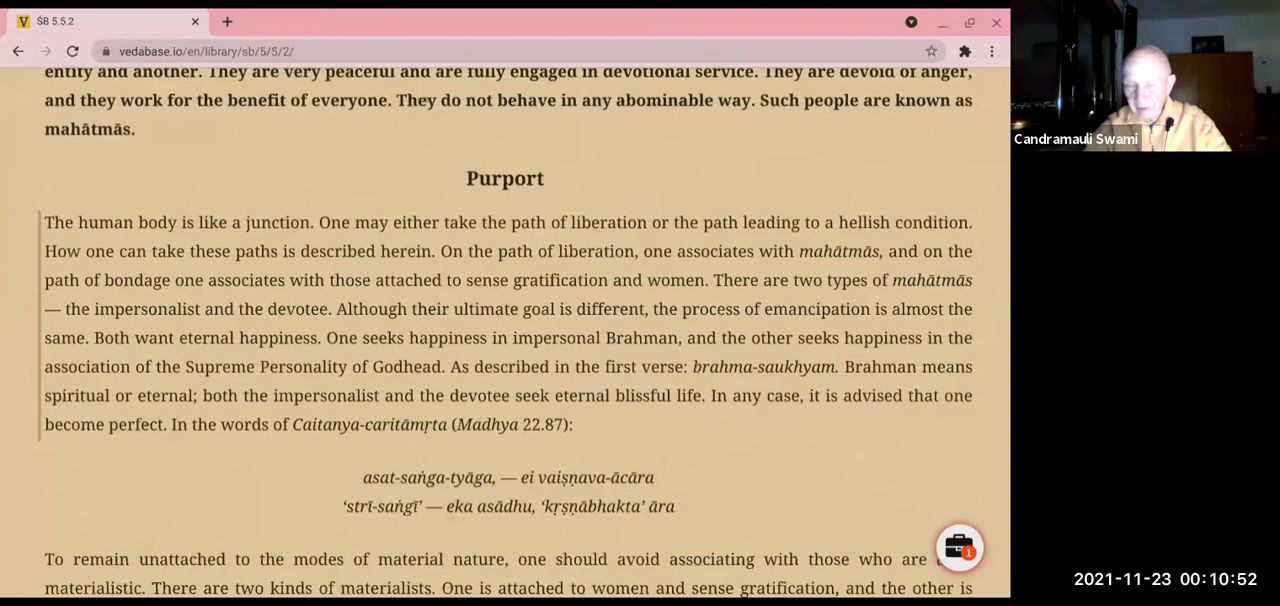 V ŚB 5.5.2
vedabase.io/en/library/sb/5/5/2/
entity and another. They are very peaceful and are fully engaged in devotional service. They are devoid of anger,
and they work for the benefit of everyone. They do not behave in any abominable way. Such people are known as
mahātmās.
Purport
The human body is like a junction. One may either take the path of liberation or the path leading to a hellish condition.
How one can take these paths is described herein. On the path of liberation, one associates with mahātmās, and on the
path of bondage one associates with those attached to sense gratification and women. There are two types of mahātmās
— the impersonalist and the devotee. Although their ultimate goal is different, the process of emancipation is almost the
same. Both want eternal happiness. One seeks happiness in impersonal Brahman, and the other seeks happiness in the
association of the Supreme Personality of Godhead. As described in the first verse: brahma-saukhyam. Brahman means
spiritual or eternal; both the impersonalist and the devotee seek eternal blissful life. In any case, it is advised that one
become perfect. In the words of Caitanya-caritāmṛta (Madhya 22.87):
asat-saṅga-tyāga, — ei vaiṣṇava-ācāra
‘strī-saṅgī’ — eka asādhu, ‘kṛṣṇābhakta’ āra
To remain unattached to the modes of material nature, one should avoid associating with those who are
materialistic. There are two kinds of materialists. One is attached to women and sense gratification, and the other is
1
Candramauli Swami
2021-11-23 00:10:52